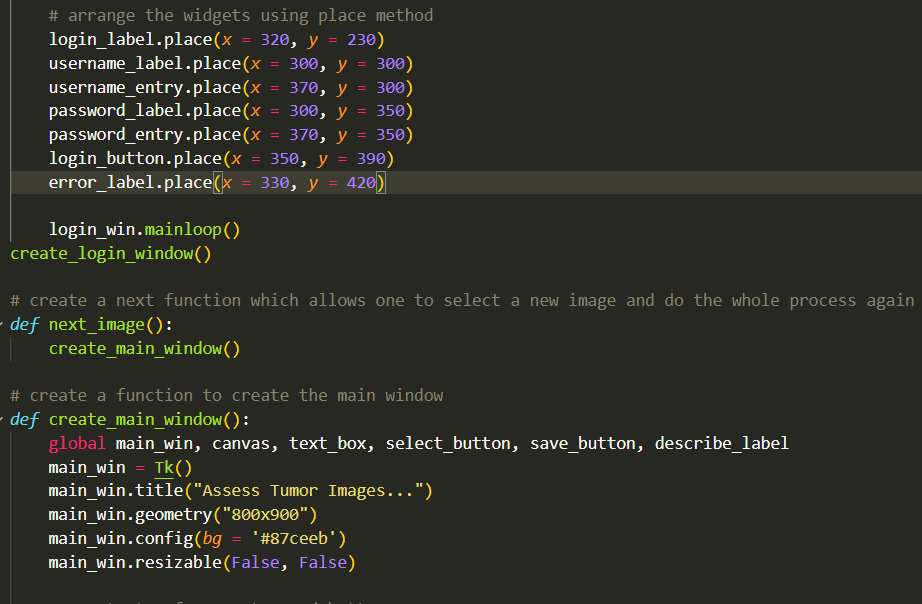 # arrange the widgets using place method
login_label.place(x = 320, y = 230)
username_label.place(x = 300, y = 300)
username_entry.place(x = 370, y = 300)
password_label.place(x = 300, y = 350)
password_entry.place(x = 370, y = 350)
login_button.place(x = 350, y = 390)
error_label.place(x = 330, y = 420)
login_win.mainloop()
create_login_window()
# create a next function which allows one to select a new image and do the whole process again
def next_image():
create_main_window()
# create a function to create the main window
def create_main_window():
global main_win, canvas, text_box, select_button, save_button, describe_label
main_win = Tk()
main_win.title("Assess Tumor Images...")
main_win.geometry("800x900")
main_win.config(bg = '#87ceeb')
main_win.resizable(False, False)